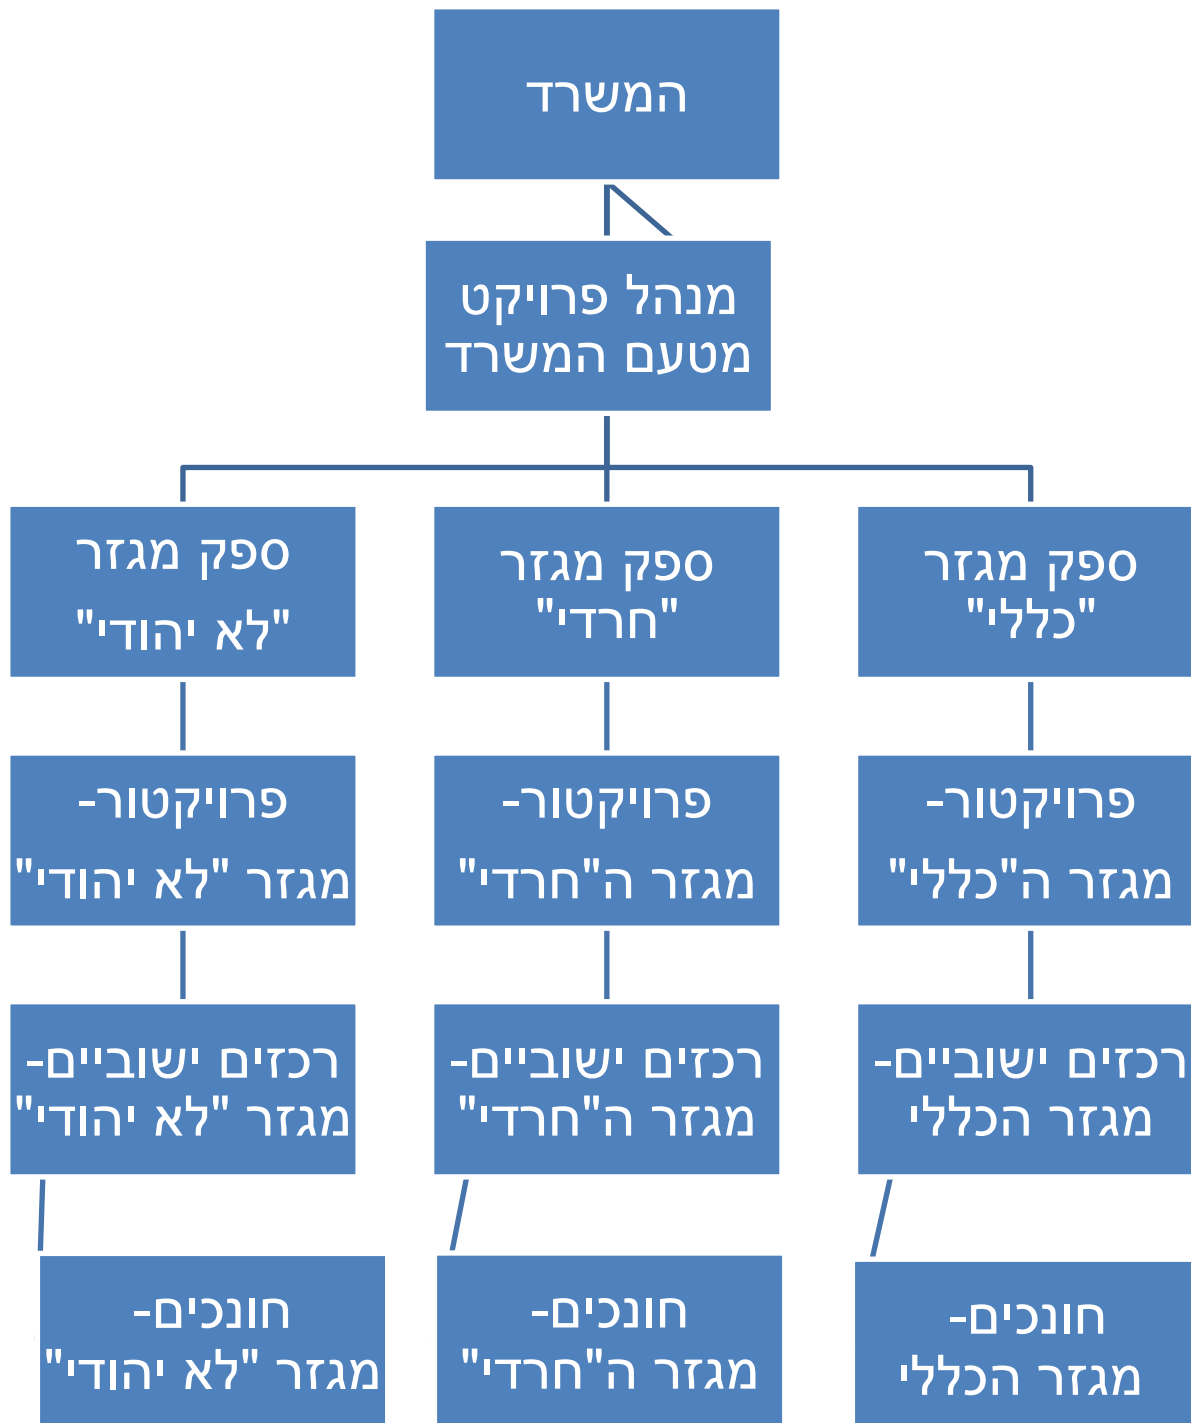 המשרד
מנהל פרויקט
מטעם המשרד
ספק מגזר
"כללי"
ספק מגזר
"חרדי"
ספק מגזר
"לא יהודי"
פרויקטור-
מגזר ה"כללי"
פרויקטור-
מגזר ה"חרדי"
פרויקטור-
מגזר "לא יהודי"
רכזים ישוביים-
מגזר הכללי
רכזים ישוביים-
מגזר ה"חרדי"
רכזים ישוביים-
מגזר "לא יהודי"
חונכים-
מגזר הכללי
חונכים-
מגזר ה"חרדי"
חונכים-
מגזר "לא יהודי"